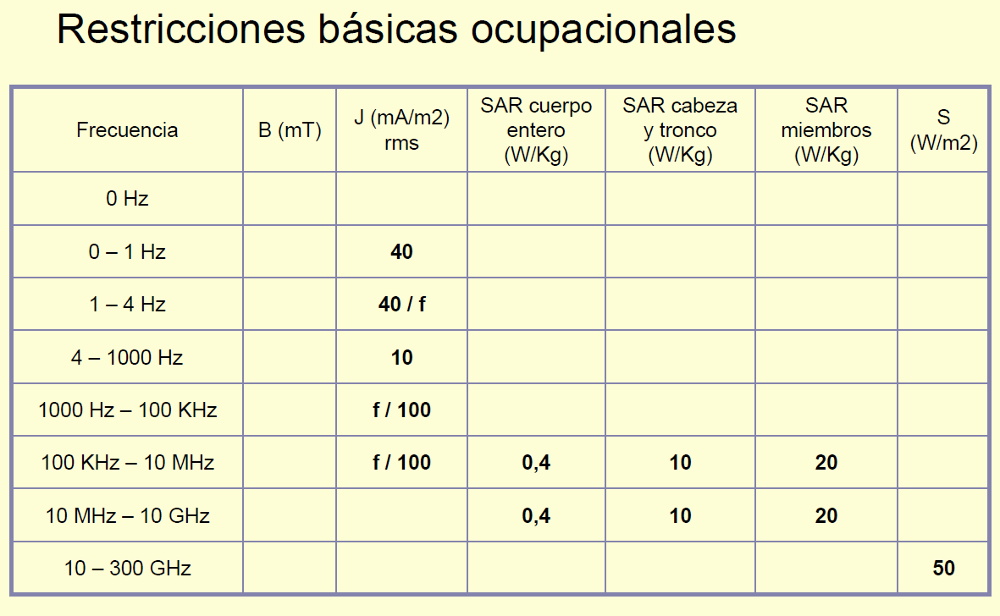 Restricciones básicas ocupacionales
Frecuencia B (mT) J (mA/m2) rms SAR cuerpo entero (W/Kg) SAR cabeza y tronco (W/Kg) SAR miembros (W/Kg) S (W/m2)
0 Hz
0 – 1 Hz 40
1 – 4 Hz 40 / f
4 – 1000 Hz 10
1000 Hz – 100 KHz f / 100
100 KHz – 10 MHz f / 100 0,4 10 20
10 MHz – 10 GHz 0,4 10 20
10 – 300 GHz 50